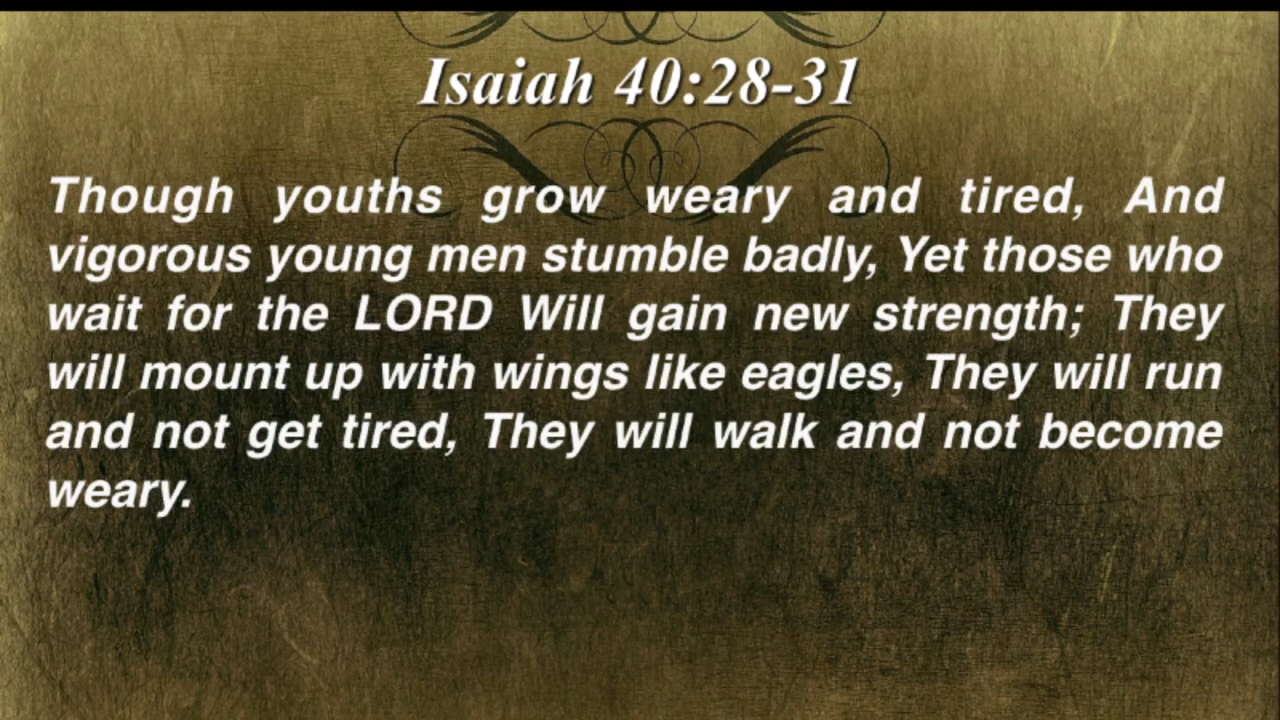 Isaiah 40:28-31
Though youths grow weary and tired, And
vigorous young men stumble badly, Yet those who
wait for the LORD Will gain new strength; They
will mount up with wings like eagles, They will run
and not get tired, They will walk and not become
weary.